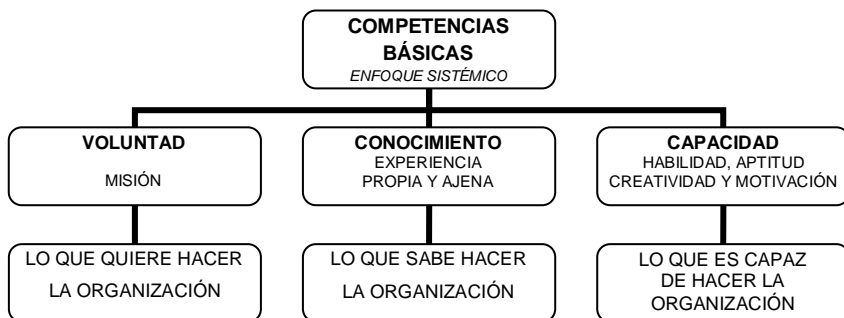 COMPETENCIAS
BÁSICAS
ENFOQUE SISTÉMICO
VOLUNTAD
MISIÓN
CONOCIMIENTO
EXPERIENCIA
PROPIA Y AJENA
CAPACIDAD
HABILIDAD, APTITUD
CREATIVIDAD Y MOTIVACIÓN
LO QUE QUIERE HACER
LA ORGANIZACIÓN
LO QUE SABE HACER
LA ORGANIZACIÓN
LO QUE ES CAPAZ
DE HACER LA
ORGANIZACIÓN